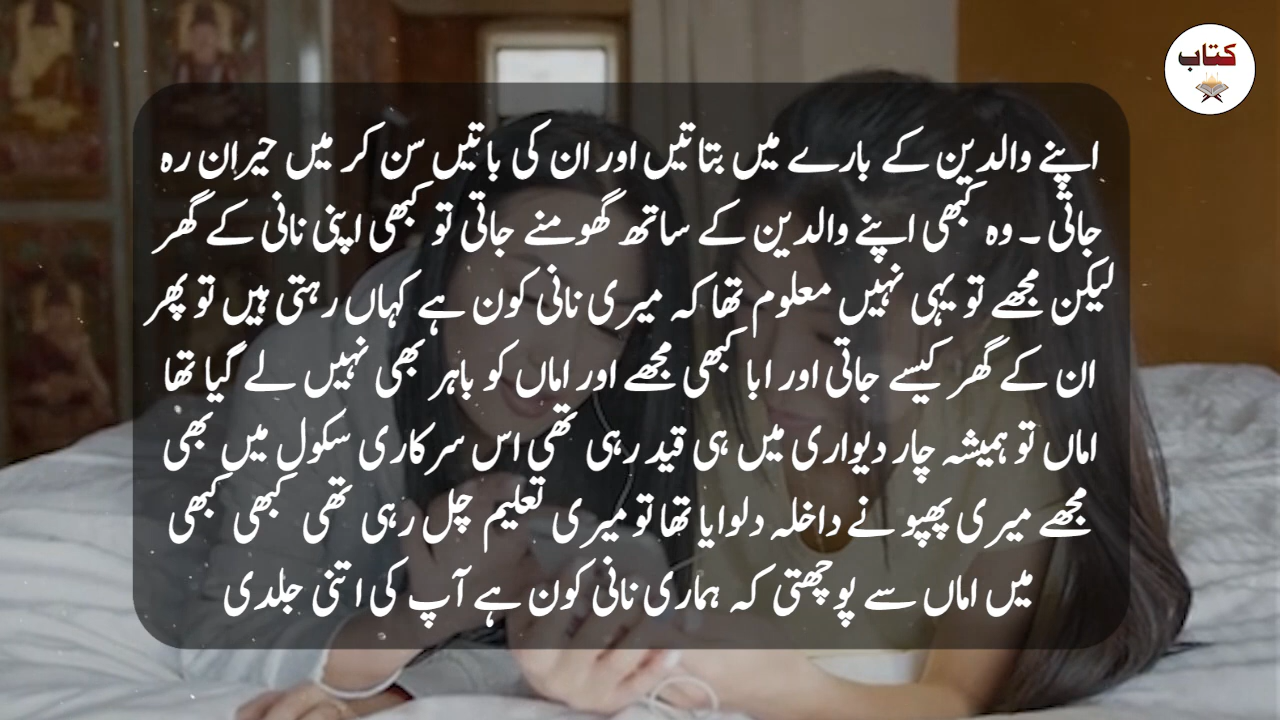 کتاب
اپنے والدین کے بارے میں بتاتیں اور ان کی باتیں سن کر میں حیران رہ
جاتی ۔ وہ کبھی اپنے والدین کے ساتھ گھومنے جاتی تو کبھی اپنی نانی کے گھر
لیکن مجھے تو یہی نہیں معلوم تھا کہ میری نانی کون ہے کہاں رہتی ہیں تو پھر
ان کے گھر کیسے جاتی اور ابا کبھی مجھے اور اماں کو باہر بھی نہیں لے گیا تھا
اماں تو ہمیشہ چار دیواری میں ہی قید رہی تھی اس سرکاری سکول میں بھی
مجھے میری پھپو نے داخلہ دلوایا تھا تو میری تعلیم چل رہی تھی کبھی کبھی
میں اماں سے پوچھتی کہ ہماری نانی کون ہے آپ کی اتنی جلدی